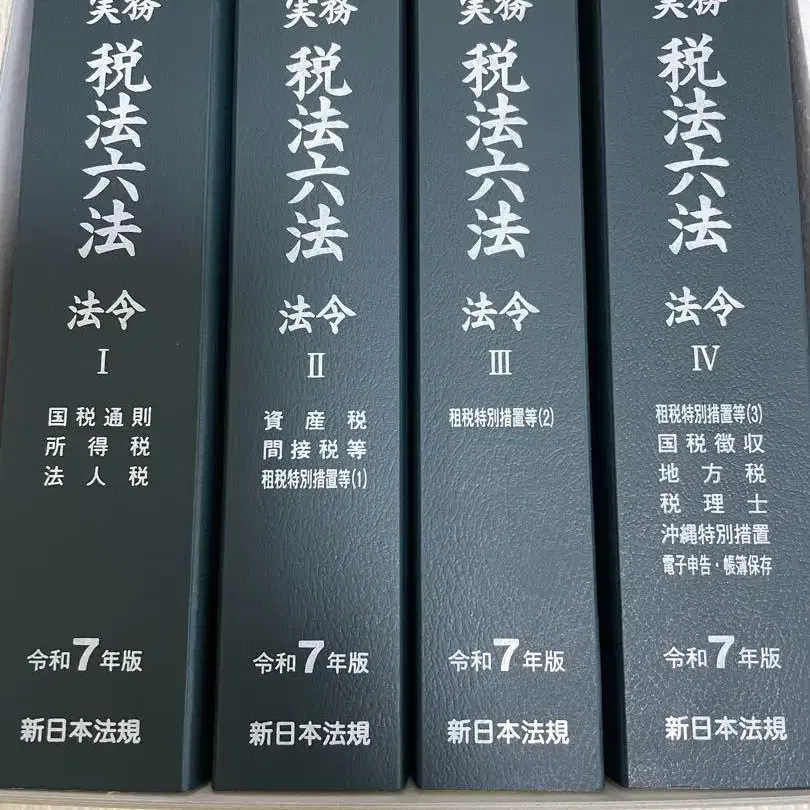 実務
税法六法
法令
I
国税通則
所得税
法人税
令和7年版
新日本法規
実務
税法六法
法令
II
資産税
間接税等
租税特別措置等(1)
令和7年版
新日本法規
実務
税法六法
法令
III
租税特別措置等(2)
令和7年版
新日本法規
実務
税法六法
法令
IV
租税特別措置等(3)
国税徴収
地方税
税理士
沖縄特別措置
電子申告・帳簿保存
令和7年版
新日本法規